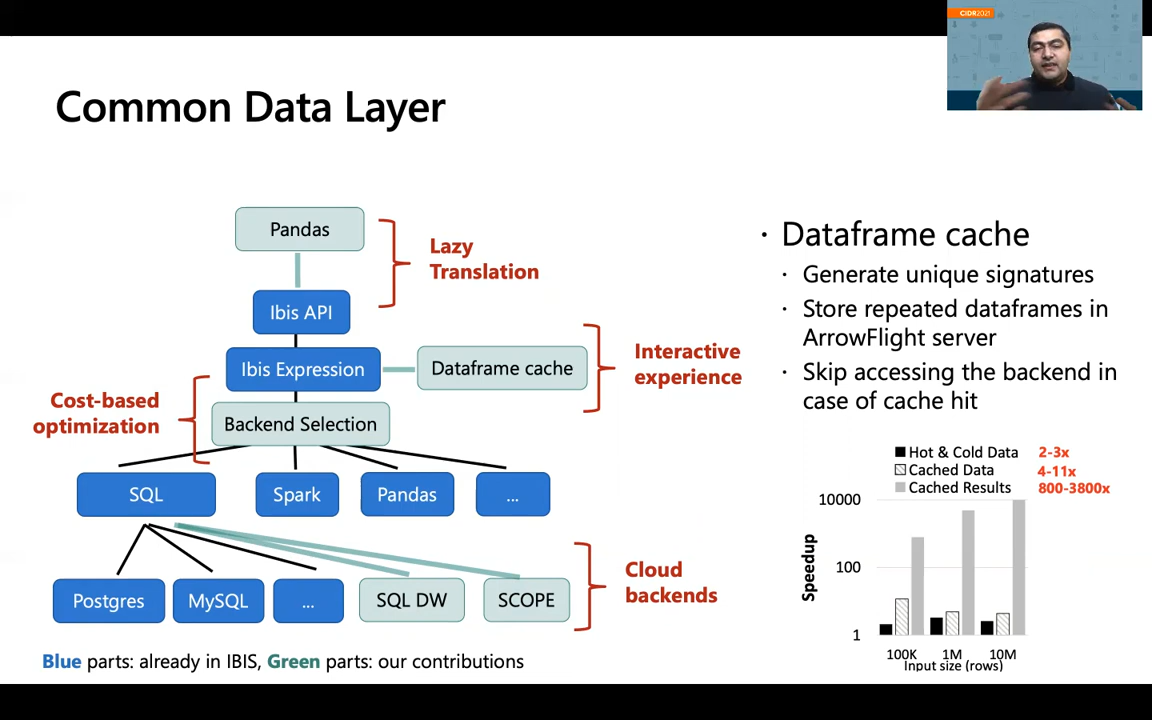 CIDR2021
Common Data Layer
Pandas
Lazy
Translation
Ibis API
Ibis Expression
Dataframe cache
Interactive
experience
Cost-based
optimization
Backend Selection
SQL
Spark
Pandas
...
Postgres
MySQL
...
SQL DW
SCOPE
Cloud
backends
Blue parts: already in IBIS, Green parts: our contributions
· Dataframe cache
· Generate unique signatures
· Store repeated dataframes in
ArrowFlight server
· Skip accessing the backend in
case of cache hit
Hot & Cold Data 2-3x
Cached Data 4-11x
Cached Results 800-3800x
10000
100
1
Speedup
100K 1M 10M
Input size (rows)